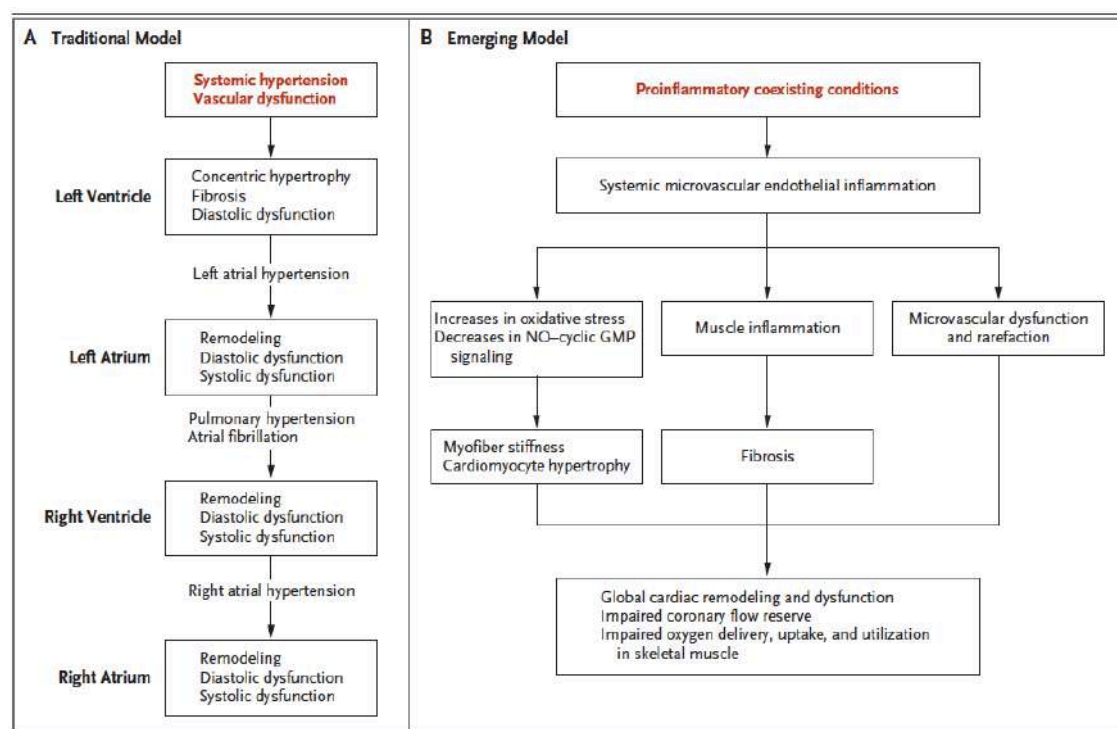 A Traditional Model
Systemic hypertension
Vascular dysfunction
Left Ventricle
Concentric hypertrophy
Fibrosis
Diastolic dysfunction
Left atrial hypertension
Left Atrium
Remodeling
Diastolic dysfunction
Systolic dysfunction
Pulmonary hypertension
Atrial fibrillation
Right Ventricle
Remodeling
Diastolic dysfunction
Systolic dysfunction
Right atrial hypertension
Right Atrium
Remodeling
Diastolic dysfunction
Systolic dysfunction
B Emerging Model
Proinflammatory coexisting conditions
Systemic microvascular endothelial inflammation
Increases in oxidative stress
Decreases in NO–cyclic GMP
signaling
Muscle inflammation
Microvascular dysfunction
and rarefaction
Myofiber stiffness
Cardiomyocyte hypertrophy
Fibrosis
Global cardiac remodeling and dysfunction
Impaired coronary flow reserve
Impaired oxygen delivery, uptake, and utilization
in skeletal muscle